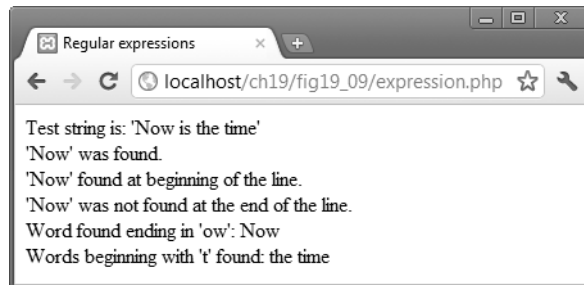 Regular expressions
localhost/ch19/fig19_09/expression.php
Test string is: 'Now is the time'
'Now' was found.
'Now' found at beginning of the line.
'Now' was not found at the end of the line.
Word found ending in 'ow': Now
Words beginning with 't' found: the time